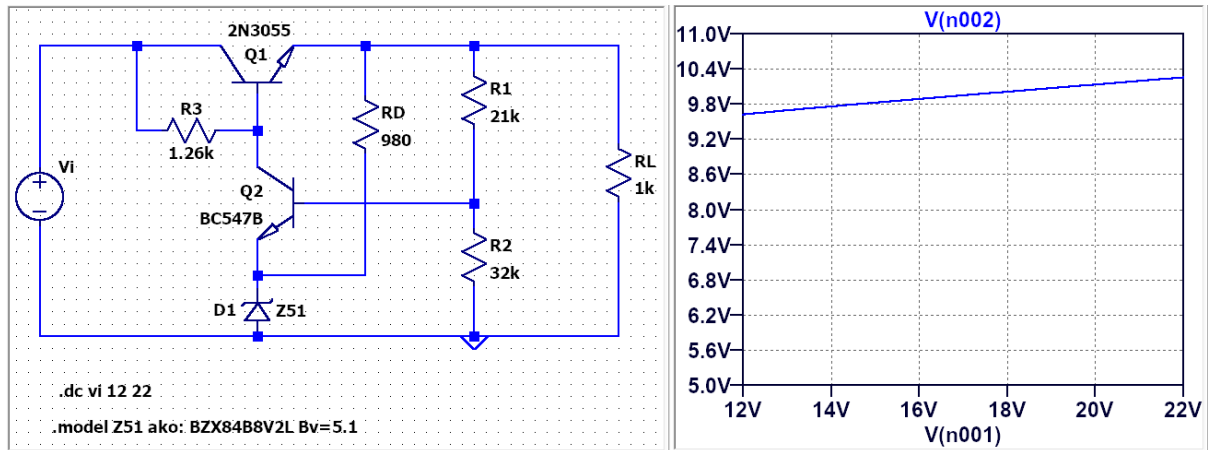 2N3055
Q1
R3
1.26k
RD
980
R1
21k
RL
1k
Vi
Q2
BC547B
R2
32k
D1 Z51
.dc vi 12 22
.model Z51 ako: BZX84B8V2L Bv=5.1
V(n002)
11.0V
10.4V
9.8V
9.2V
8.6V
8.0V
7.4V
6.8V
6.2V
5.6V
5.0V
12V 14V 16V 18V 20V 22V
V(n001)